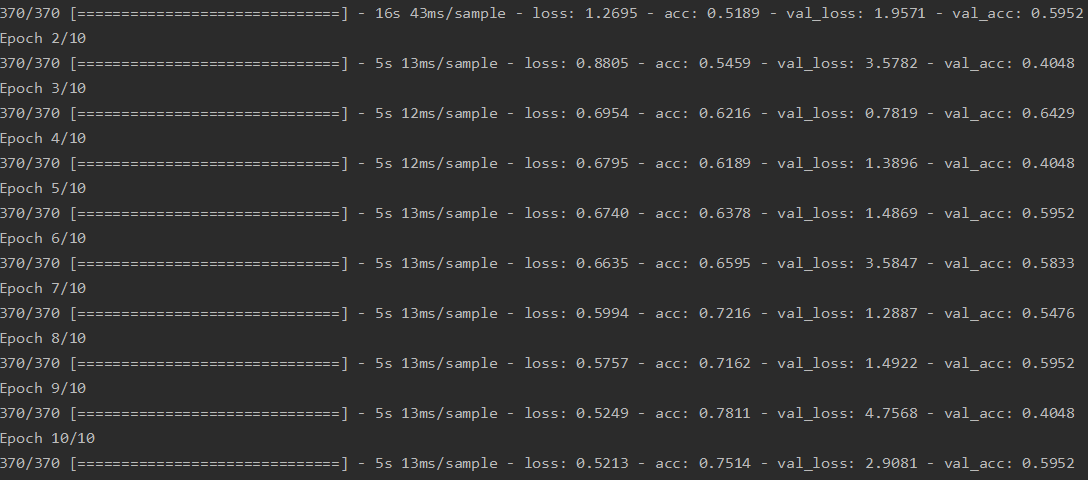 370/370 [==============================] - 16s 43ms/sample - loss: 1.2695 - acc: 0.5189 - val_loss: 1.9571 - val_acc: 0.5952
Epoch 2/10
370/370 [==============================] - 5s 13ms/sample - loss: 0.8805 - acc: 0.5459 - val_loss: 3.5782 - val_acc: 0.4048
Epoch 3/10
370/370 [==============================] - 5s 12ms/sample - loss: 0.6954 - acc: 0.6216 - val_loss: 0.7819 - val_acc: 0.6429
Epoch 4/10
370/370 [==============================] - 5s 12ms/sample - loss: 0.6795 - acc: 0.6189 - val_loss: 1.3896 - val_acc: 0.4048
Epoch 5/10
370/370 [==============================] - 5s 13ms/sample - loss: 0.6740 - acc: 0.6378 - val_loss: 1.4869 - val_acc: 0.5952
Epoch 6/10
370/370 [==============================] - 5s 13ms/sample - loss: 0.6635 - acc: 0.6595 - val_loss: 3.5847 - val_acc: 0.5833
Epoch 7/10
370/370 [==============================] - 5s 13ms/sample - loss: 0.5994 - acc: 0.7216 - val_loss: 1.2887 - val_acc: 0.5476
Epoch 8/10
370/370 [==============================] - 5s 13ms/sample - loss: 0.5757 - acc: 0.7162 - val_loss: 1.4922 - val_acc: 0.5952
Epoch 9/10
370/370 [==============================] - 5s 13ms/sample - loss: 0.5249 - acc: 0.7811 - val_loss: 4.7568 - val_acc: 0.4048
Epoch 10/10
370/370 [==============================] - 5s 13ms/sample - loss: 0.5213 - acc: 0.7514 - val_loss: 2.9081 - val_acc: 0.5952